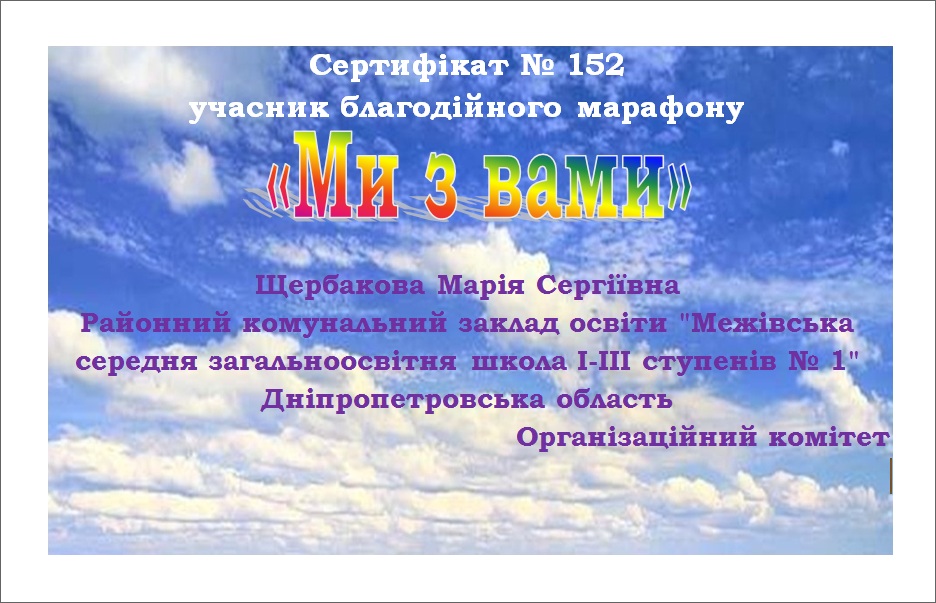 Сертифікат № 152
учасник благодійного марафону
«Ми з вами»
Щербакова Марія Сергіївна
Районний комунальний заклад освіти "Межівська
середня загальноосвітня школа І-ІІІ ступенів № 1"
Дніпропетровська область
Організаційний комітет